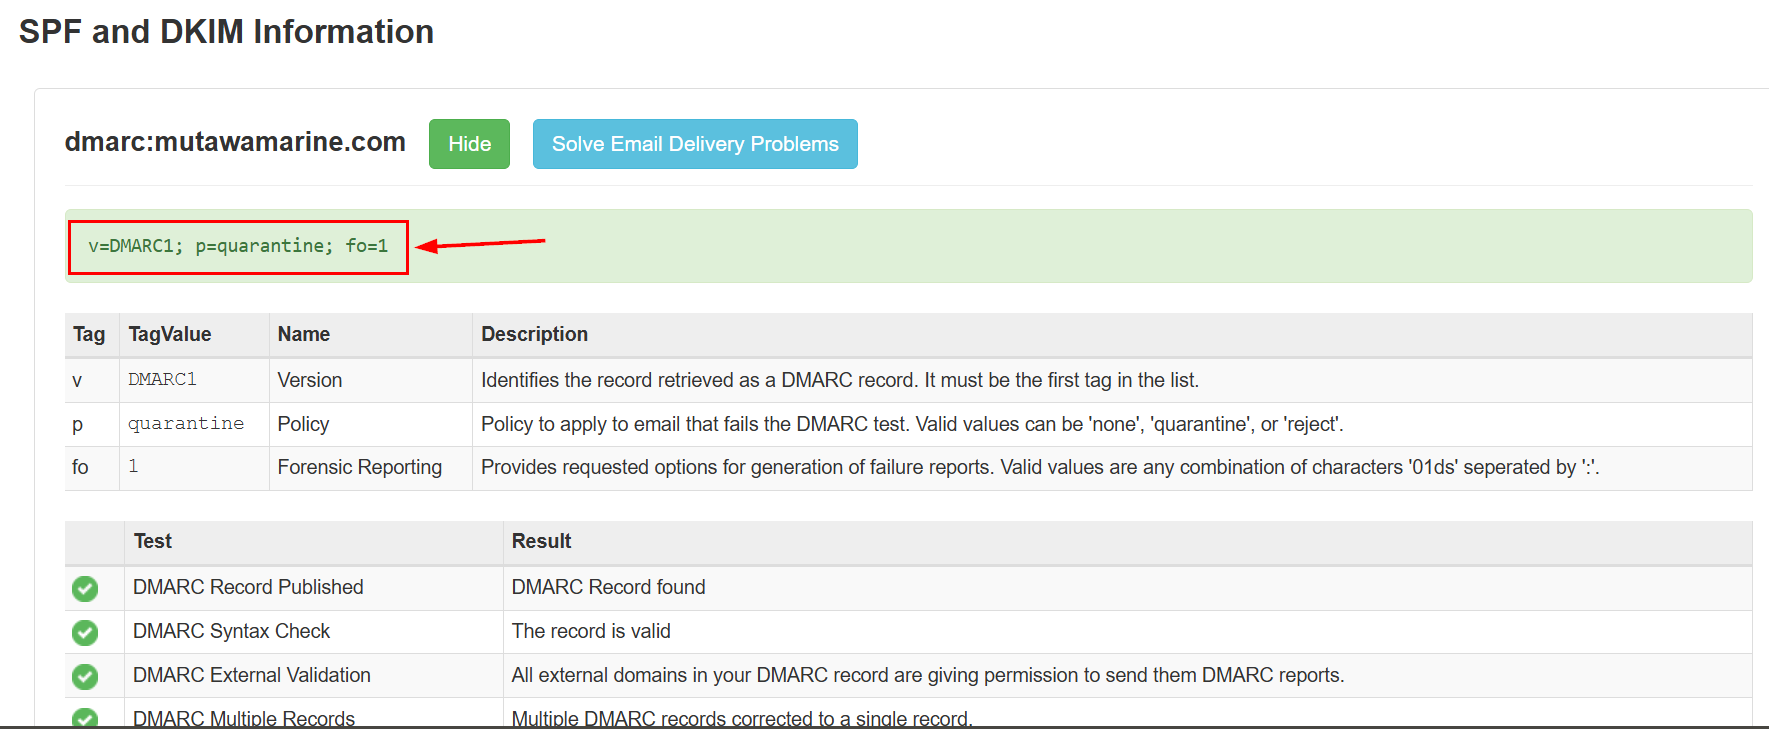 SPF and DKIM Information
dmarc:mutawamarine.com Hide Solve Email Delivery Problems
v=DMARC1; p=quarantine; fo=1
Tag TagValue Name Description
v DMARC1 Version Identifies the record retrieved as a DMARC record. It must be the first tag in the list.
p quarantine Policy Policy to apply to email that fails the DMARC test. Valid values can be 'none', 'quarantine', or 'reject'.
fo 1 Forensic Reporting Provides requested options for generation of failure reports. Valid values are any combination of characters '01ds' seperated by ':'.
Test Result
DMARC Record Published DMARC Record found
DMARC Syntax Check The record is valid
DMARC External Validation All external domains in your DMARC record are giving permission to send them DMARC reports.
DMARC Multiple Records Multiple DMARC records corrected to a single record.